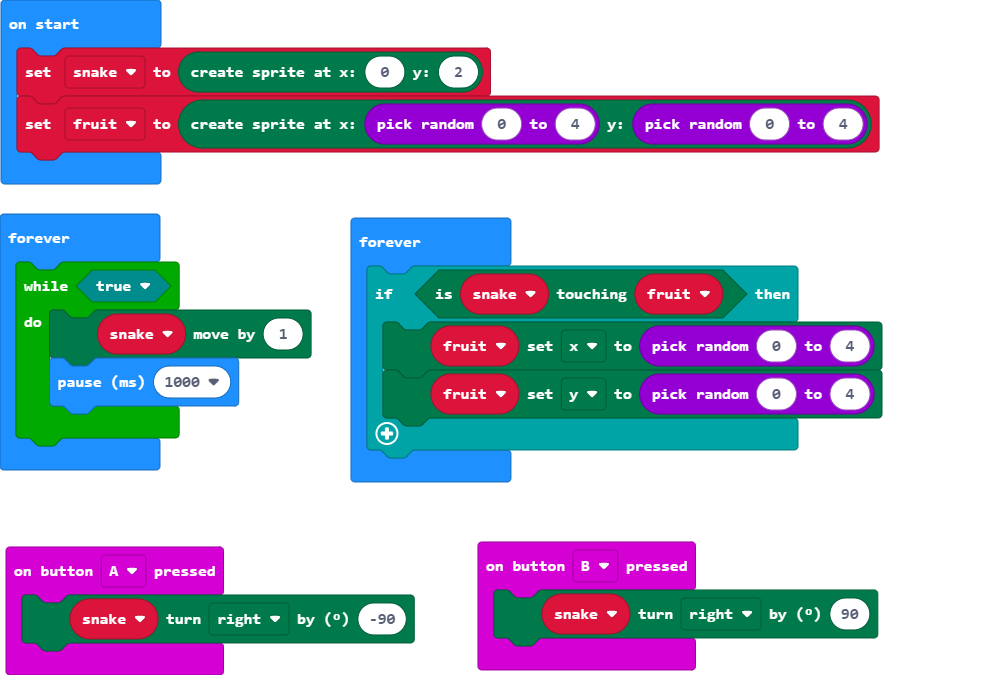 on start
set snake to create sprite at x: 0 y: 2
set fruit to create sprite at x: pick random 0 to 4 y: pick random 0 to 4
forever
while true
do
snake move by 1
pause (ms) 1000
forever
if is snake touching fruit then
fruit set x to pick random 0 to 4
fruit set y to pick random 0 to 4
on button A pressed
snake turn right by (º) -90
on button B pressed
snake turn right by (º) 90